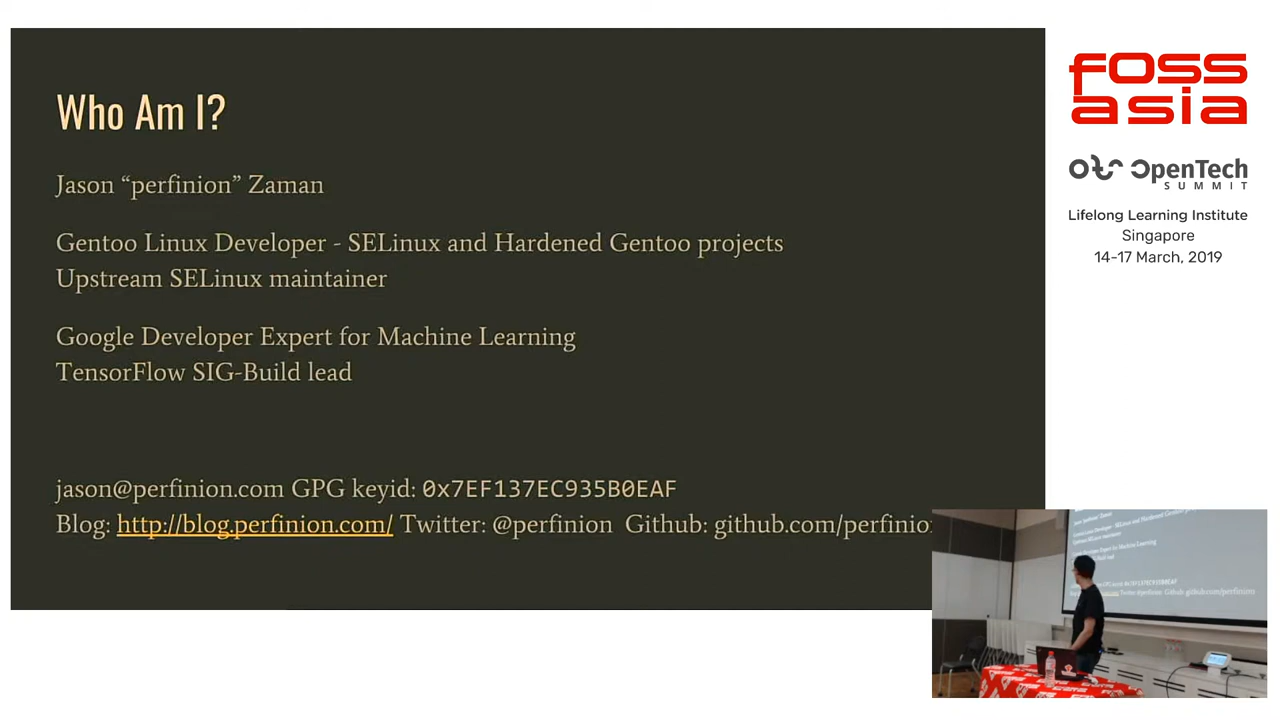 Who Am I?
Jason “perfinion” Zaman
Gentoo Linux Developer - SELinux and Hardened Gentoo projects
Upstream SELinux maintainer
Google Developer Expert for Machine Learning
TensorFlow SIG-Build lead
jason@perfinion.com GPG keyid: 0x7EF137EC935B0EAF
Blog: http://blog.perfinion.com/ Twitter: @perfinion Github: github.com/perfinio
FOSS
asia
OpenTech
SUMMIT
Lifelong Learning Institute
Singapore
14-17 March, 2019